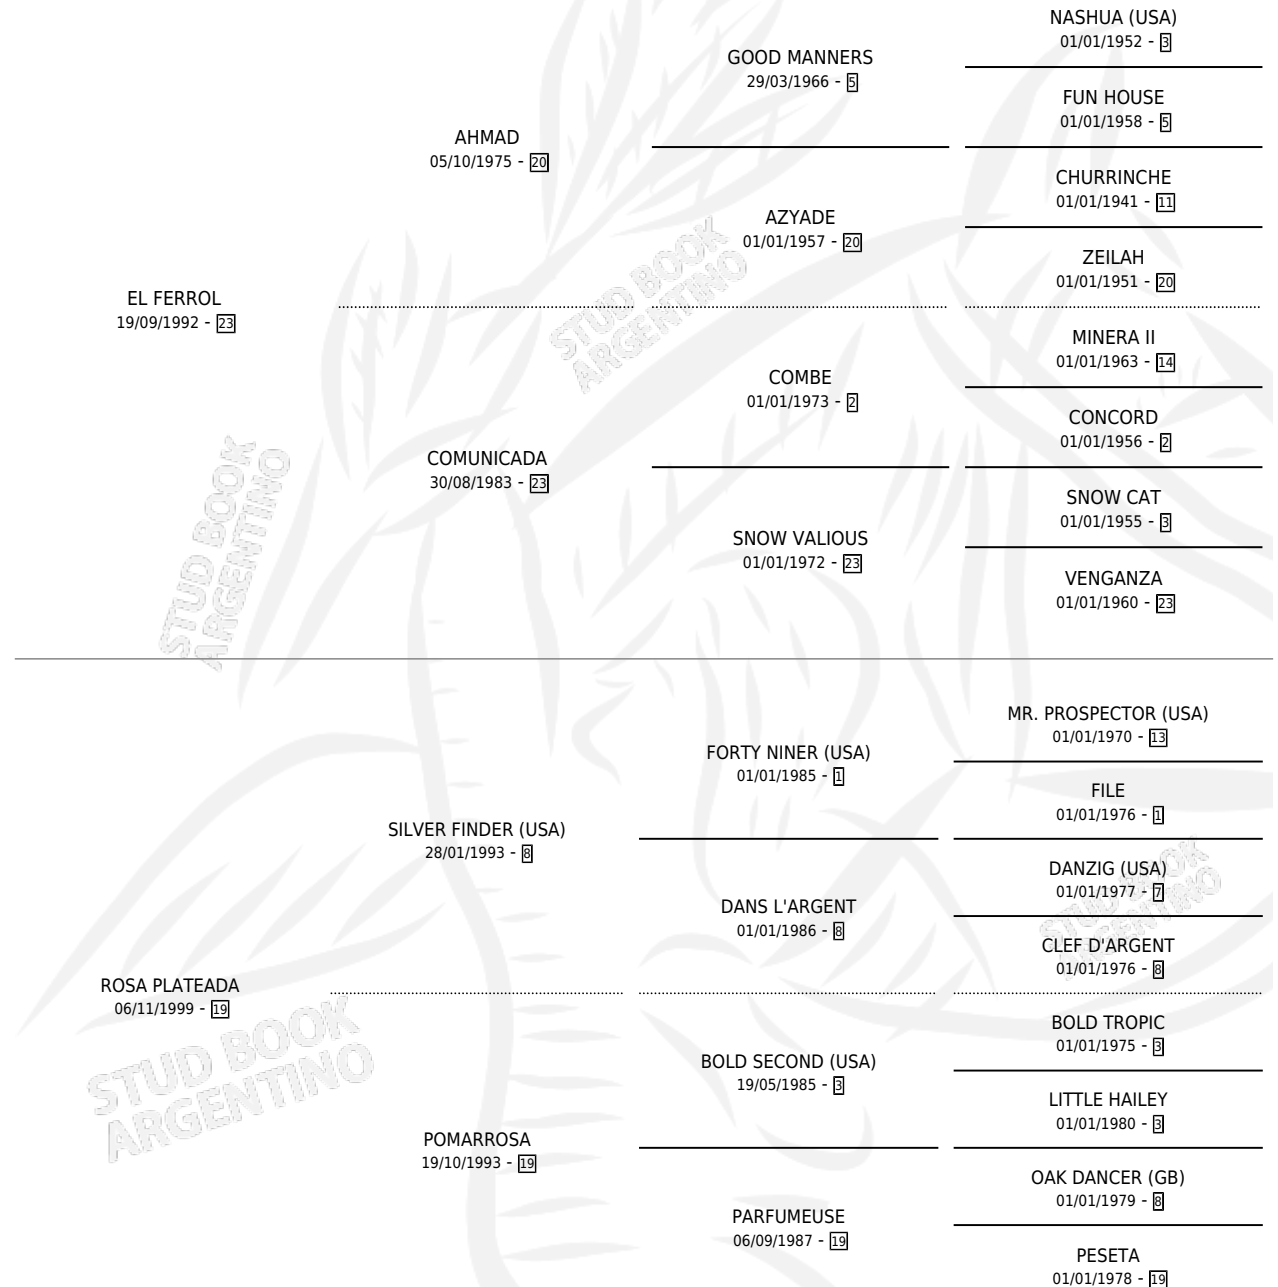 NASHUA (USA)
01/01/1952 - 3
GOOD MANNERS
29/03/1966 - 5
FUN HOUSE
01/01/1958 - 5
AHMAD
05/10/1975 - 20
CHURRINCHE
01/01/1941 - 11
AZYADE
01/01/1957 - 20
ZEILAH
01/01/1951 - 20
EL FERROL
19/09/1992 - 23
MINERA II
01/01/1963 - 14
COMBE
01/01/1973 - 2
CONCORD
01/01/1956 - 2
COMUNICADA
30/08/1983 - 23
SNOW CAT
01/01/1955 - 3
SNOW VALIOUS
01/01/1972 - 23
VENGANZA
01/01/1960 - 23
STUD BOOK
ARGENTINO
STUD BOOK
ARGENTINO
MR. PROSPECTOR (USA)
01/01/1970 - 13
FORTY NINER (USA)
01/01/1985 - 1
FILE
01/01/1976 - 1
SILVER FINDER (USA)
28/01/1993 - 8
DANZIG (USA)
01/01/1977 - 7
DANS L'ARGENT
01/01/1986 - 8
CLEF D'ARGENT
01/01/1976 - 8
STUD BOOK
ARGENTINO
ROSA PLATEADA
06/11/1999 - 19
BOLD TROPIC
01/01/1975 - 3
BOLD SECOND (USA)
19/05/1985 - 3
LITTLE HAILEY
01/01/1980 - 3
POMARROSA
19/10/1993 - 19
OAK DANCER (GB)
01/01/1979 - 8
PARFUMEUSE
06/09/1987 - 19
PESETA
01/01/1978 - 19
STUD BOOK
ARGENTINO